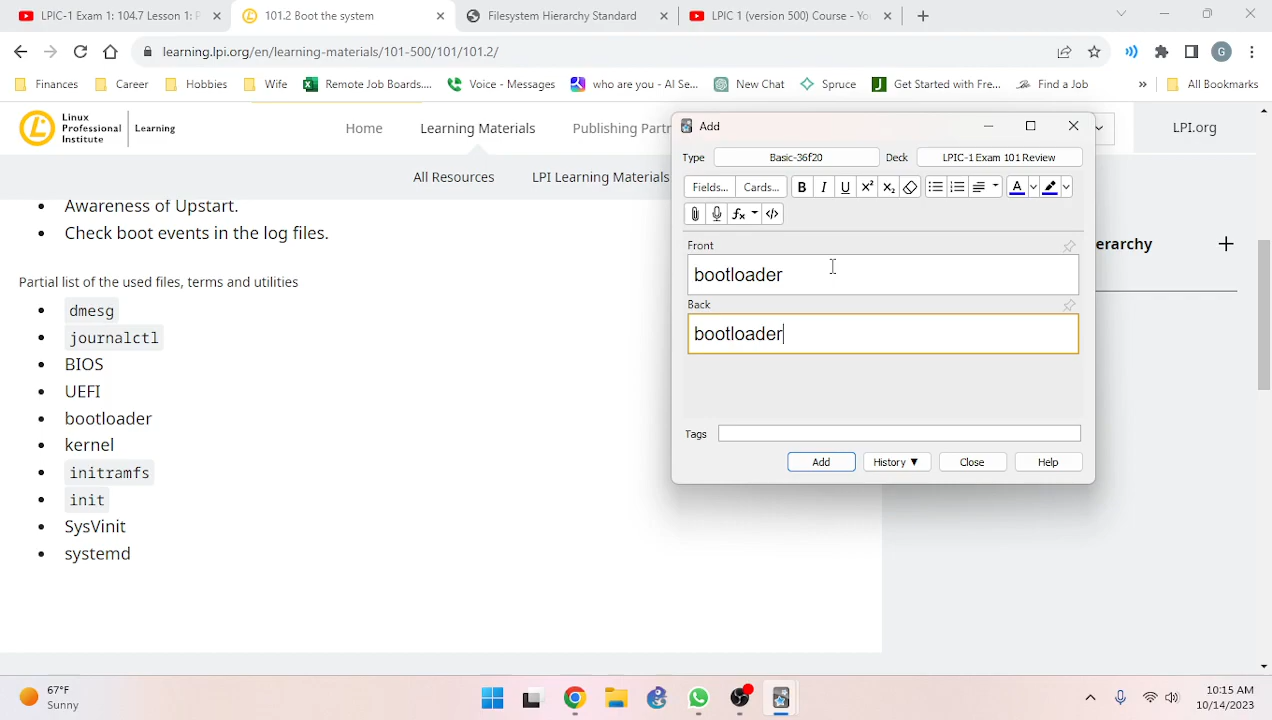 LPIC-1 Exam 1: 104.7 Lesson 1: P
101.2 Boot the system
Filesystem Hierarchy Standard
LPIC 1 (version 500) Course - Yo
learning.lpi.org/en/learning-materials/101-500/101/101.2/
G
Finances
Career
Hobbies
Wife
Remote Job Boards....
Voice - Messages
who are you - AI Se...
New Chat
Spruce
Get Started with Fre...
Find a Job
»
All Bookmarks
Linux
Professional
Institute
Learning
Home
Learning Materials
Publishing Partn
LPI.org
All Resources
LPI Learning Materials
Awareness of Upstart.
Check boot events in the log files.
Partial list of the used files, terms and utilities
dmesg
journalctl
BIOS
UEFI
bootloader
kernel
initramfs
init
SysVinit
systemd
erarchy
Add
Type
Basic-36f20
Deck
LPIC-1 Exam 101 Review
Fields...
Cards...
B
I
U
x²
x₂
A
fx
</>
Front
bootloader
Back
bootloader
Tags
Add
History ▼
Close
Help
67°F
Sunny
10:15 AM
10/14/2023